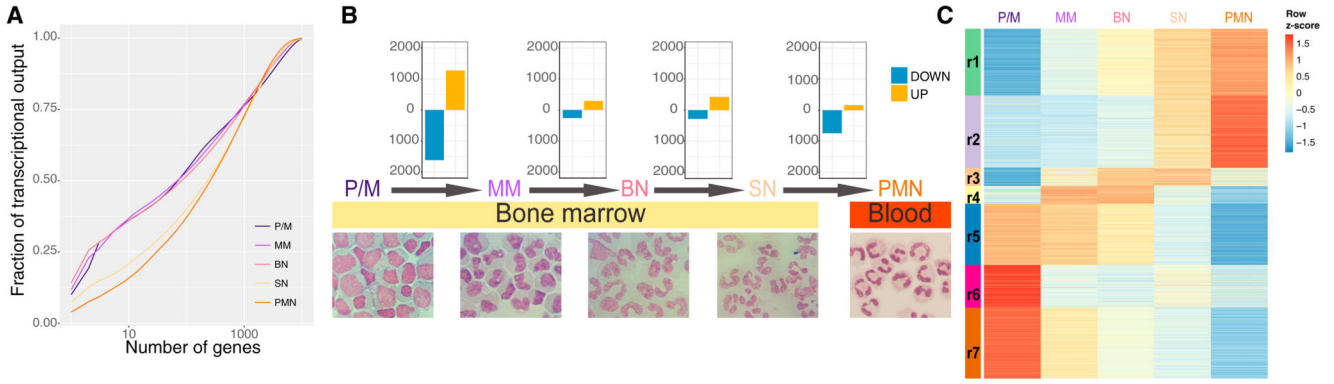 A
Fraction of transcriptional output
1.00
0.75
0.50
0.25
0.00
10
1000
Number of genes
P/M
MM
BN
SN
PMN
B
2000
1000
0
1000
2000
2000
1000
0
1000
2000
2000
1000
0
1000
2000
2000
1000
0
1000
2000
DOWN
UP
P/M MM BN SN PMN
Bone marrow Blood
C
P/M MM BN SN PMN
r1
r2
r3
r4
r5
r6
r7
Row
z-score
1.5
1
0.5
0
−0.5
−1
−1.5